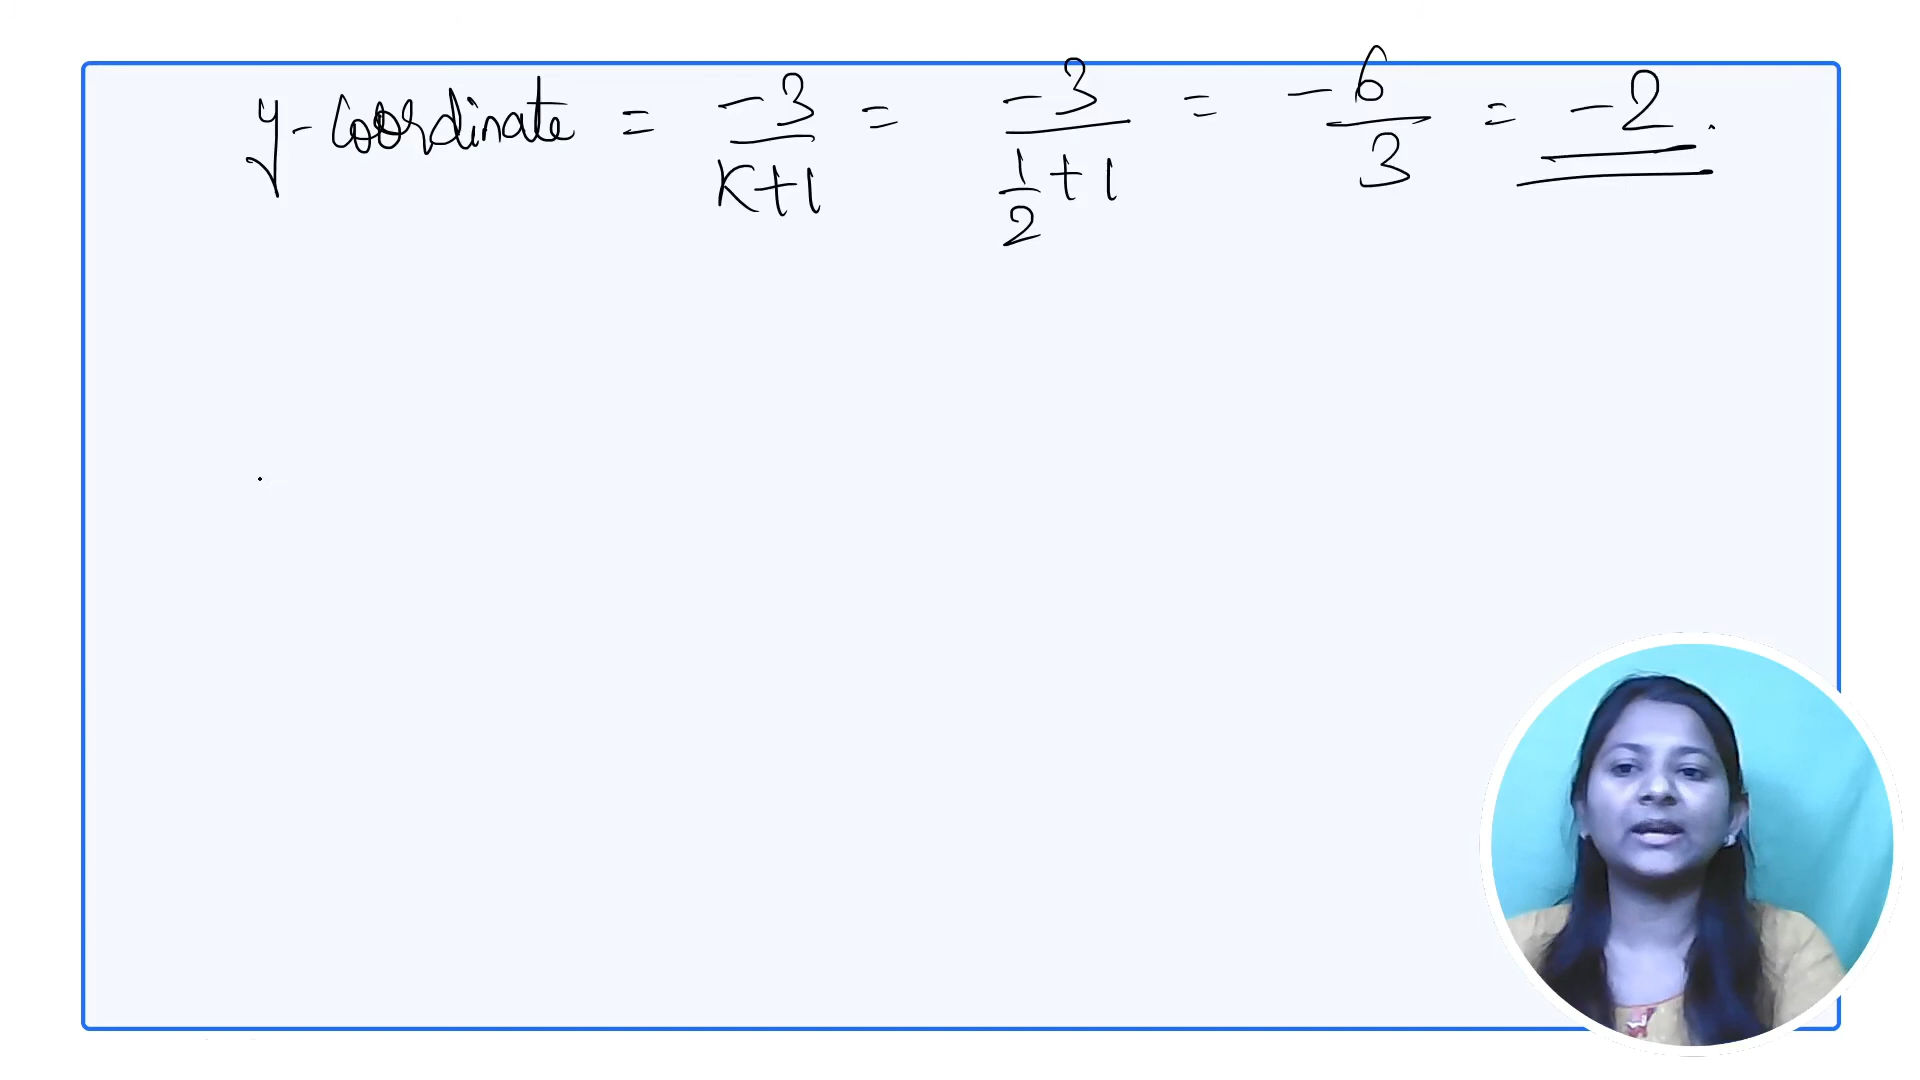 y-coordinate = -3/(K+1) = -3/(1/2+1) = -6/3 = -2.